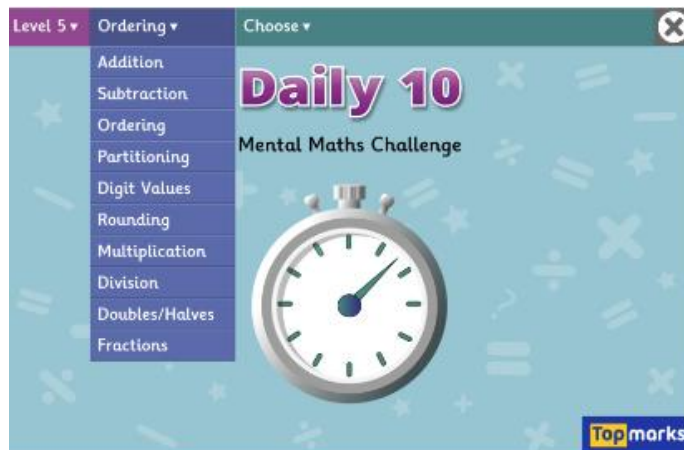 Level 5▾ Ordering▾ Choose▾
Addition
Subtraction
Ordering
Partitioning
Digit Values
Rounding
Multiplication
Division
Doubles/Halves
Fractions
Daily 10
Mental Maths Challenge
Topmarks